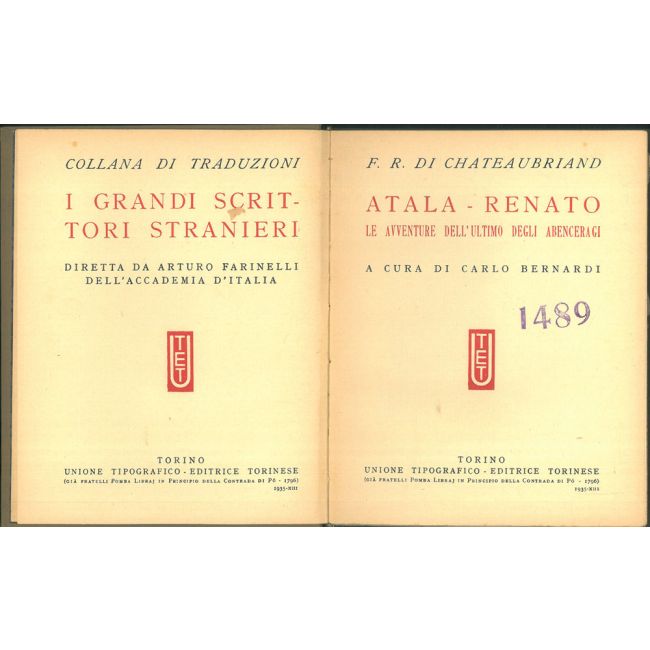 COLLANA DI TRADUZIONI
I GRANDI SCRIT-
TORI STRANIERI
DIRETTA DA ARTURO FARINELLI
DELL'ACCADEMIA D'ITALIA
UTET
TORINO
UNIONE TIPOGRAFICO - EDITRICE TORINESE
(GIÀ FRATELLI POMBA LIBRAJ IN PRINCIPIO DELLA CONTRADA DI PÒ - 1796)
1935-XIII
F. R. DI CHATEAUBRIAND
ATALA - RENATO
LE AVVENTURE DELL'ULTIMO DEGLI ABENCERAGI
A CURA DI CARLO BERNARDI
1489
UTET
TORINO
UNIONE TIPOGRAFICO - EDITRICE TORINESE
(GIÀ FRATELLI POMBA LIBRAJ IN PRINCIPIO DELLA CONTRADA DI PÒ - 1796)
1935-XIII